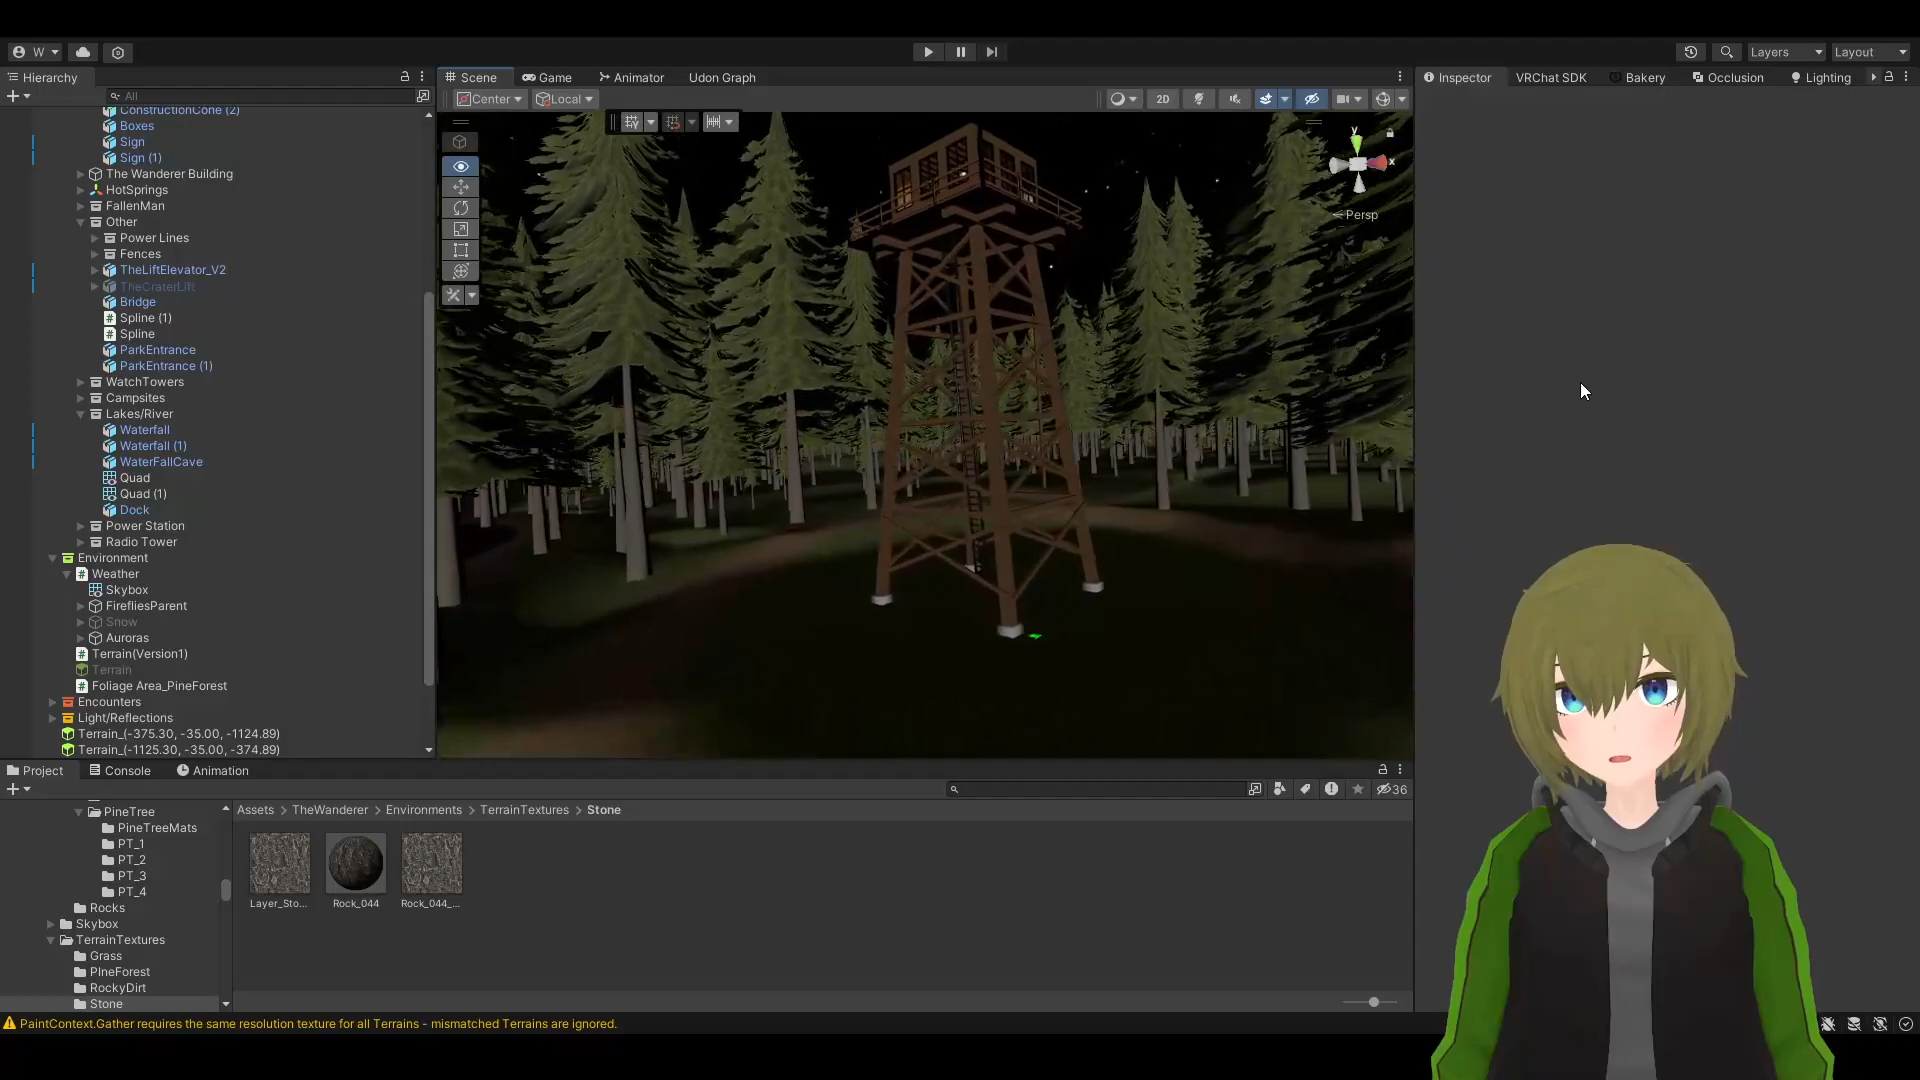 W
Layers
Layout
Hierarchy
All
ConstructionCone (2)
Boxes
Sign
Sign (1)
The Wanderer Building
HotSprings
FallenMan
Other
Power Lines
Fences
TheLiftElevator_V2
TheCraterLift
Bridge
Spline (1)
Spline
ParkEntrance
ParkEntrance (1)
WatchTowers
Campsites
Lakes/River
Waterfall
Waterfall (1)
WaterFallCave
Quad
Quad (1)
Dock
Power Station
Radio Tower
Environment
Weather
Skybox
FirefliesParent
Snow
Auroras
Terrain(Version1)
Terrain
Foliage Area_PineForest
Encounters
Light/Reflections
Terrain_(-375.30, -35.00, -1124.89)
Terrain_(-1125.30, -35.00, -374.89)
Scene Game Animator Udon Graph
Center Local 2D
y
x
Persp
Inspector VRChat SDK Bakery Occlusion Lighting
Project Console Animation
36
PineTree
PineTreeMats
PT_1
PT_2
PT_3
PT_4
Rocks
Skybox
TerrainTextures
Grass
PIneForest
RockyDirt
Stone
Assets TheWanderer Environments TerrainTextures Stone
Layer_Sto... Rock_044 Rock_044_...
PaintContext.Gather requires the same resolution texture for all Terrains - mismatched Terrains are ignored.